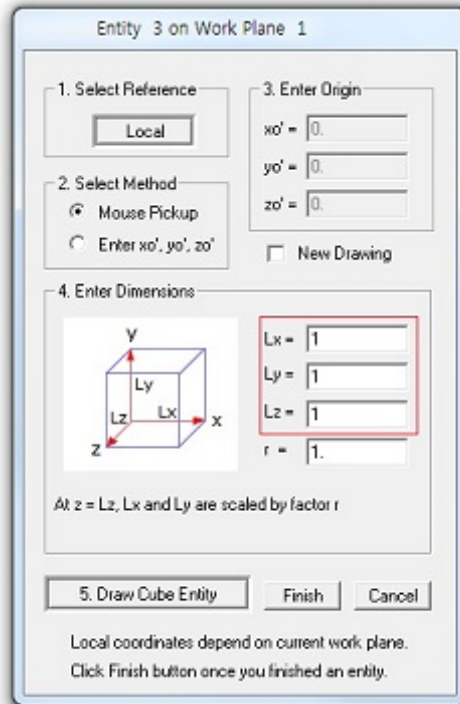 Entity 3 on Work Plane 1
1. Select Reference
Local
2. Select Method
Mouse Pickup
Enter xo', yo', zo'
3. Enter Origin
xo' = 0.
yo' = 0.
zo' = 0.
New Drawing
4. Enter Dimensions
y
Ly
Lz
Lx
x
z
Lx = 1
Ly = 1
Lz = 1
r = 1.
At z = Lz, Lx and Ly are scaled by factor r
5. Draw Cube Entity
Finish
Cancel
Local coordinates depend on current work plane.
Click Finish button once you finished an entity.